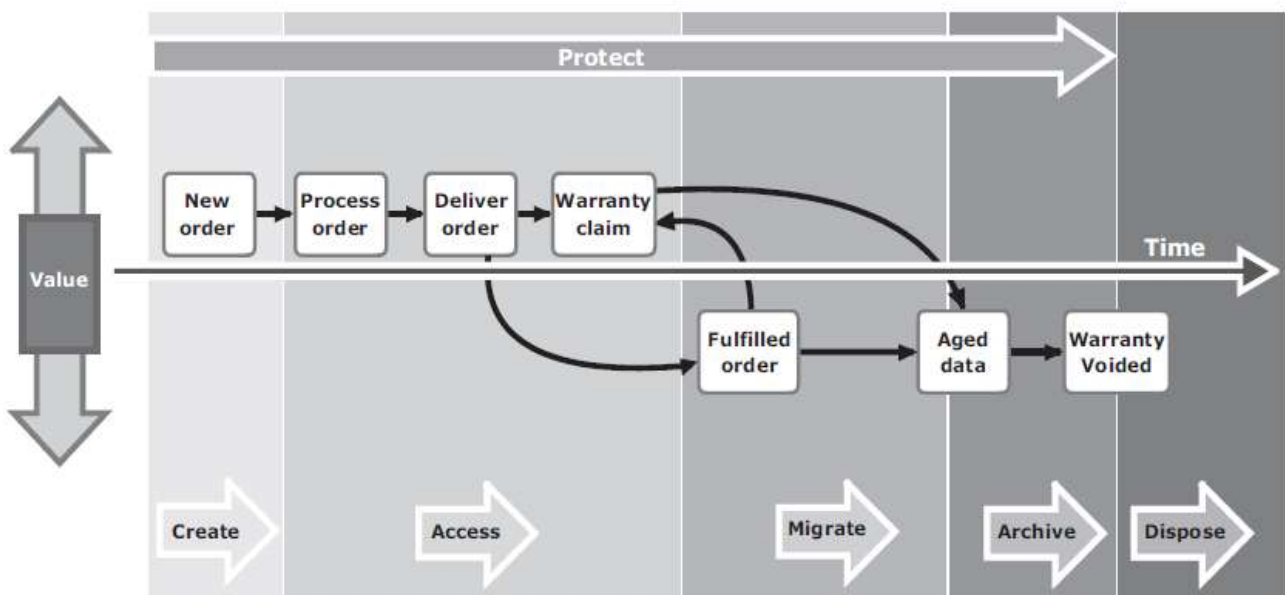 Protect
New
order
Process
order
Deliver
order
Warranty
claim
Time
Value
Fulfilled
order
Aged
data
Warranty
Voided
Create
Access
Migrate
Archive
Dispose